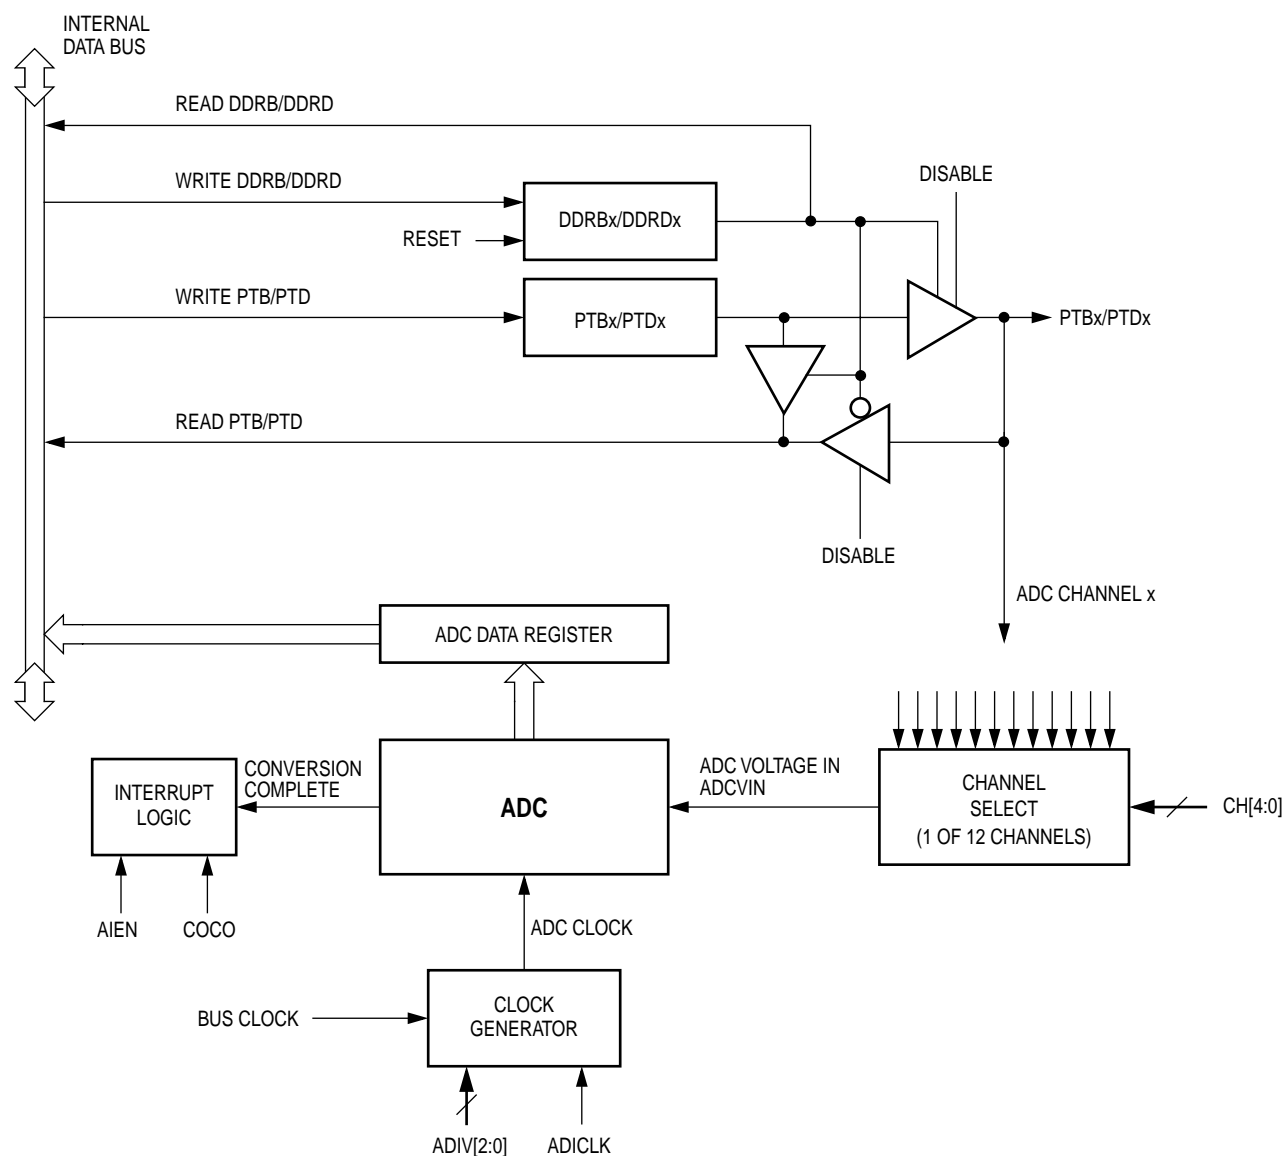 INTERNAL
DATA BUS
READ DDRB/DDRD
WRITE DDRB/DDRD
DISABLE
DDRBx/DDRDx
RESET
WRITE PTB/PTD
PTBx/PTDx
PTBx/PTDx
READ PTB/PTD
DISABLE
ADC CHANNEL x
ADC DATA REGISTER
INTERRUPT
LOGIC
CONVERSION
COMPLETE
ADC
ADC VOLTAGE IN
ADCVIN
CHANNEL
SELECT
(1 OF 12 CHANNELS)
CH[4:0]
AIEN
COCO
ADC CLOCK
BUS CLOCK
CLOCK
GENERATOR
ADIV[2:0]
ADICLK